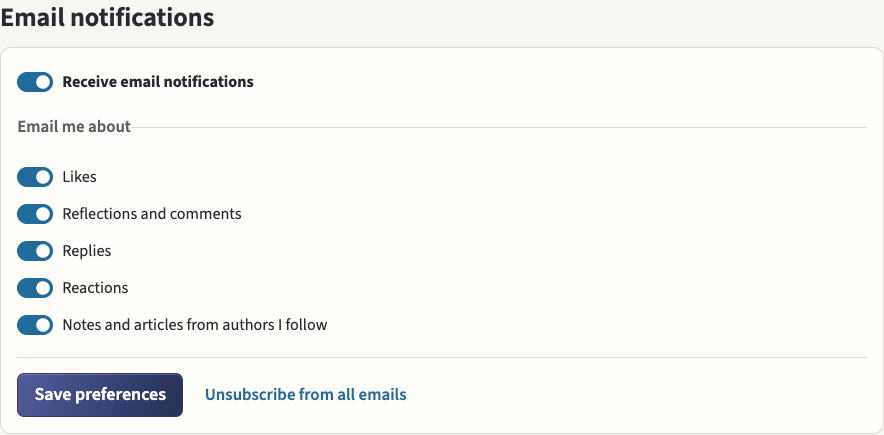 Email notifications
Receive email notifications
Email me about
Likes
Reflections and comments
Replies
Reactions
Notes and articles from authors I follow
Save preferences
Unsubscribe from all emails